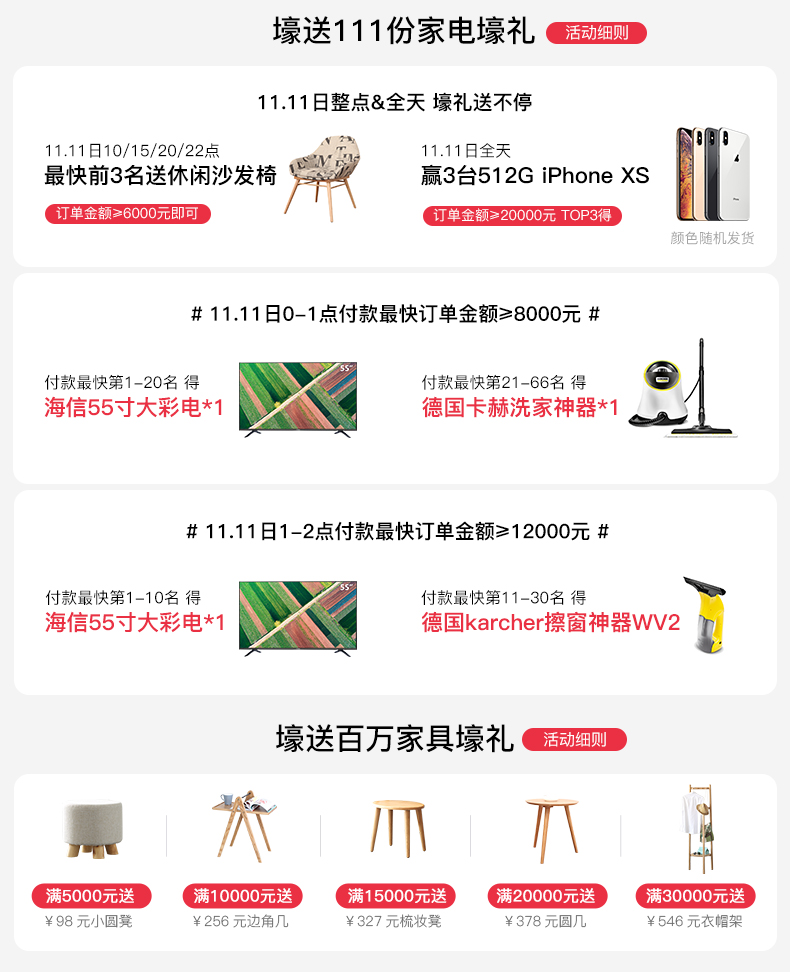 壕送111份家电壕礼 活动细则
11.11日整点&全天 壕礼送不停
11.11日10/15/20/22点
最快前3名送休闲沙发椅
订单金额≥6000元即可
11.11日全天
赢3台512G iPhone XS
订单金额≥20000元 TOP3得
颜色随机发货
# 11.11日0-1点付款最快订单金额≥8000元 #
付款最快第1-20名 得
海信55寸大彩电*1
55"
付款最快第21-66名 得
德国卡赫洗家神器*1
# 11.11日1-2点付款最快订单金额≥12000元 #
付款最快第1-10名 得
海信55寸大彩电*1
55"
付款最快第11-30名 得
德国karcher擦窗神器WV2
壕送百万家具壕礼 活动细则
满5000元送
¥98 元小圆凳
满10000元送
¥256 元边角几
满15000元送
¥327 元梳妆凳
满20000元送
¥378 元圆几
满30000元送
¥546 元衣帽架